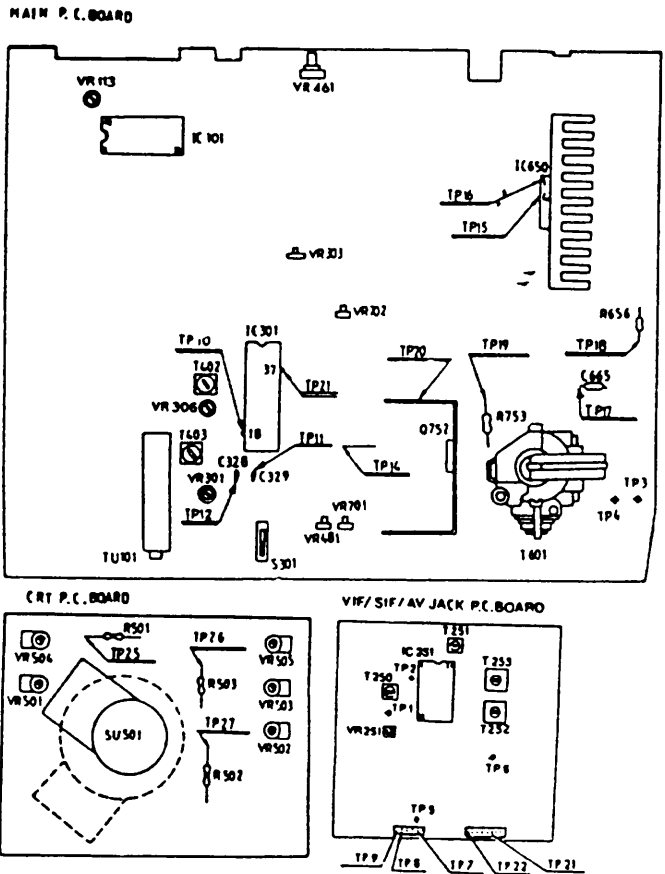 MAIN P.C.BOARD
VR113
VR461
IC101
IC650
TP16
TP15
VR303
VR702
R656
TP10
IC301
TP20
TP19
TP18
T402
37
C665
TP21
VR306
TP17
R753
T403
18
TP11
Q752
C328
C329
TP14
VR301
TP3
TP12
VR701
TP4
VR481
TU101
S301
T601
CRT P.C.BOARD
VIF/SIF/AV JACK P.C.BOARD
R501
TP26
T251
VR504
TP25
VR505
IC251
TP2
T253
VR501
R503
T250
VR503
TP1
TP27
SU501
VR251
T252
VR502
R502
TP6
TP5
TP9
TP8
TP7
TP22
TP21